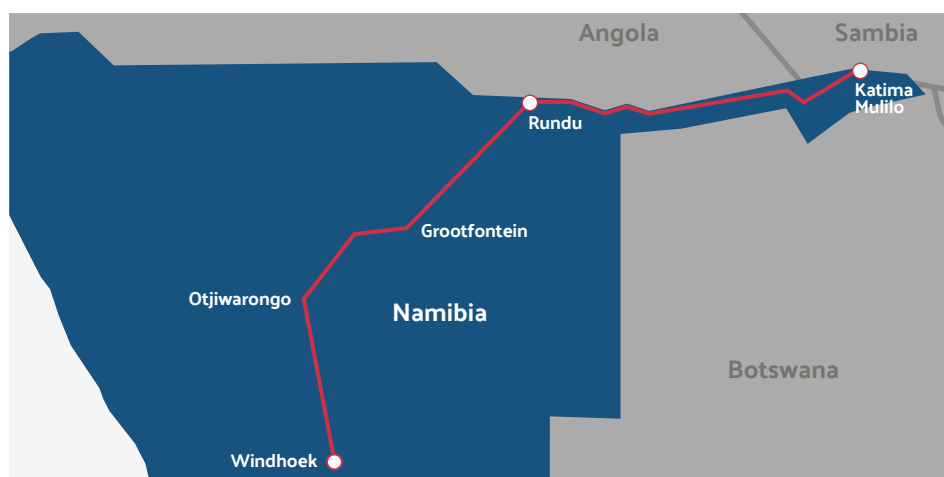 Angola
Sambia
Katima
Mulilo
Rundu
Grootfontein
Otjiwarongo
Namibia
Botswana
Windhoek